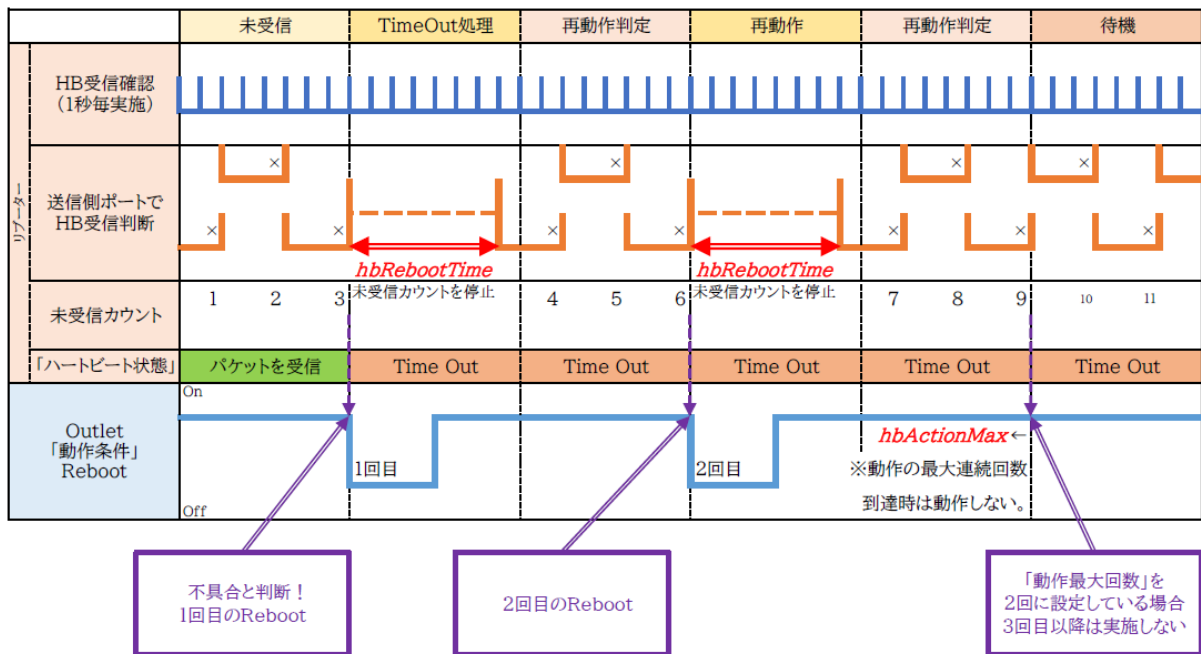 未受信
TimeOut処理
再動作判定
再動作
再動作判定
待機
リブーター
HB受信確認
(1秒毎実施)
送信側ポートで
HB受信判断
×
×
×
×
×
×
×
×
×
×
×
hbRebootTime
hbRebootTime
未受信カウント
1
2
3
未受信カウントを停止
4
5
6
未受信カウントを停止
7
8
9
10
11
「ハートビート状態」
パケットを受信
Time Out
Time Out
Time Out
Time Out
Time Out
Outlet
「動作条件」
Reboot
On
Off
1回目
2回目
hbActionMax←
※動作の最大連続回数
到達時は動作しない。
不具合と判断!
1回目のReboot
2回目のReboot
「動作最大回数」を
2回に設定している場合
3回目以降は実施しない